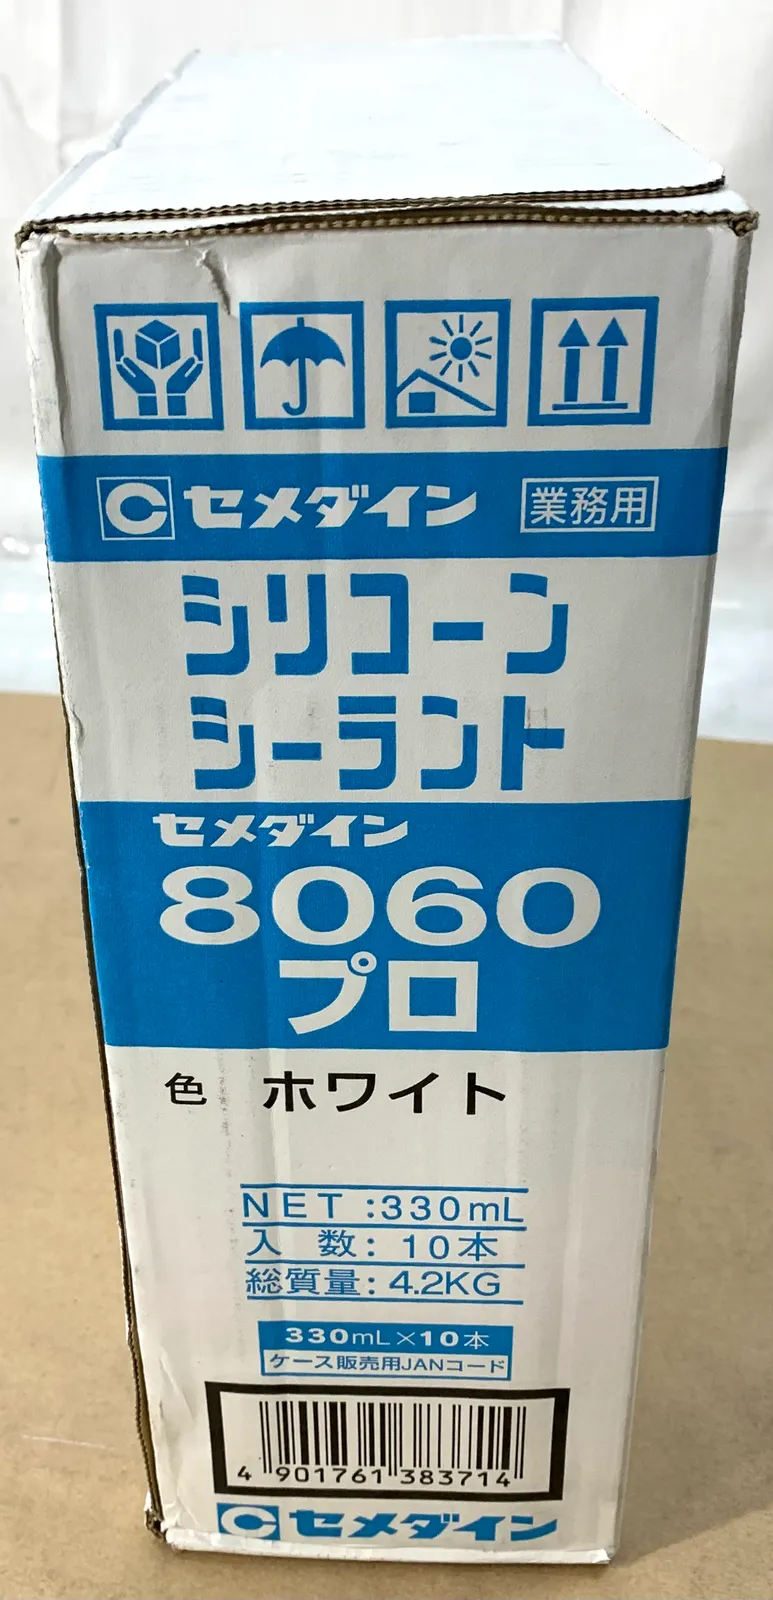 C セメダイン 業務用
シリコーン
シーラント
セメダイン
8060
プロ
色 ホワイト
NET:330mL
入数:10本
総質量:4.2KG
330mL×10本
ケース販売用JANコード
4 901761 383714
C セメダイン